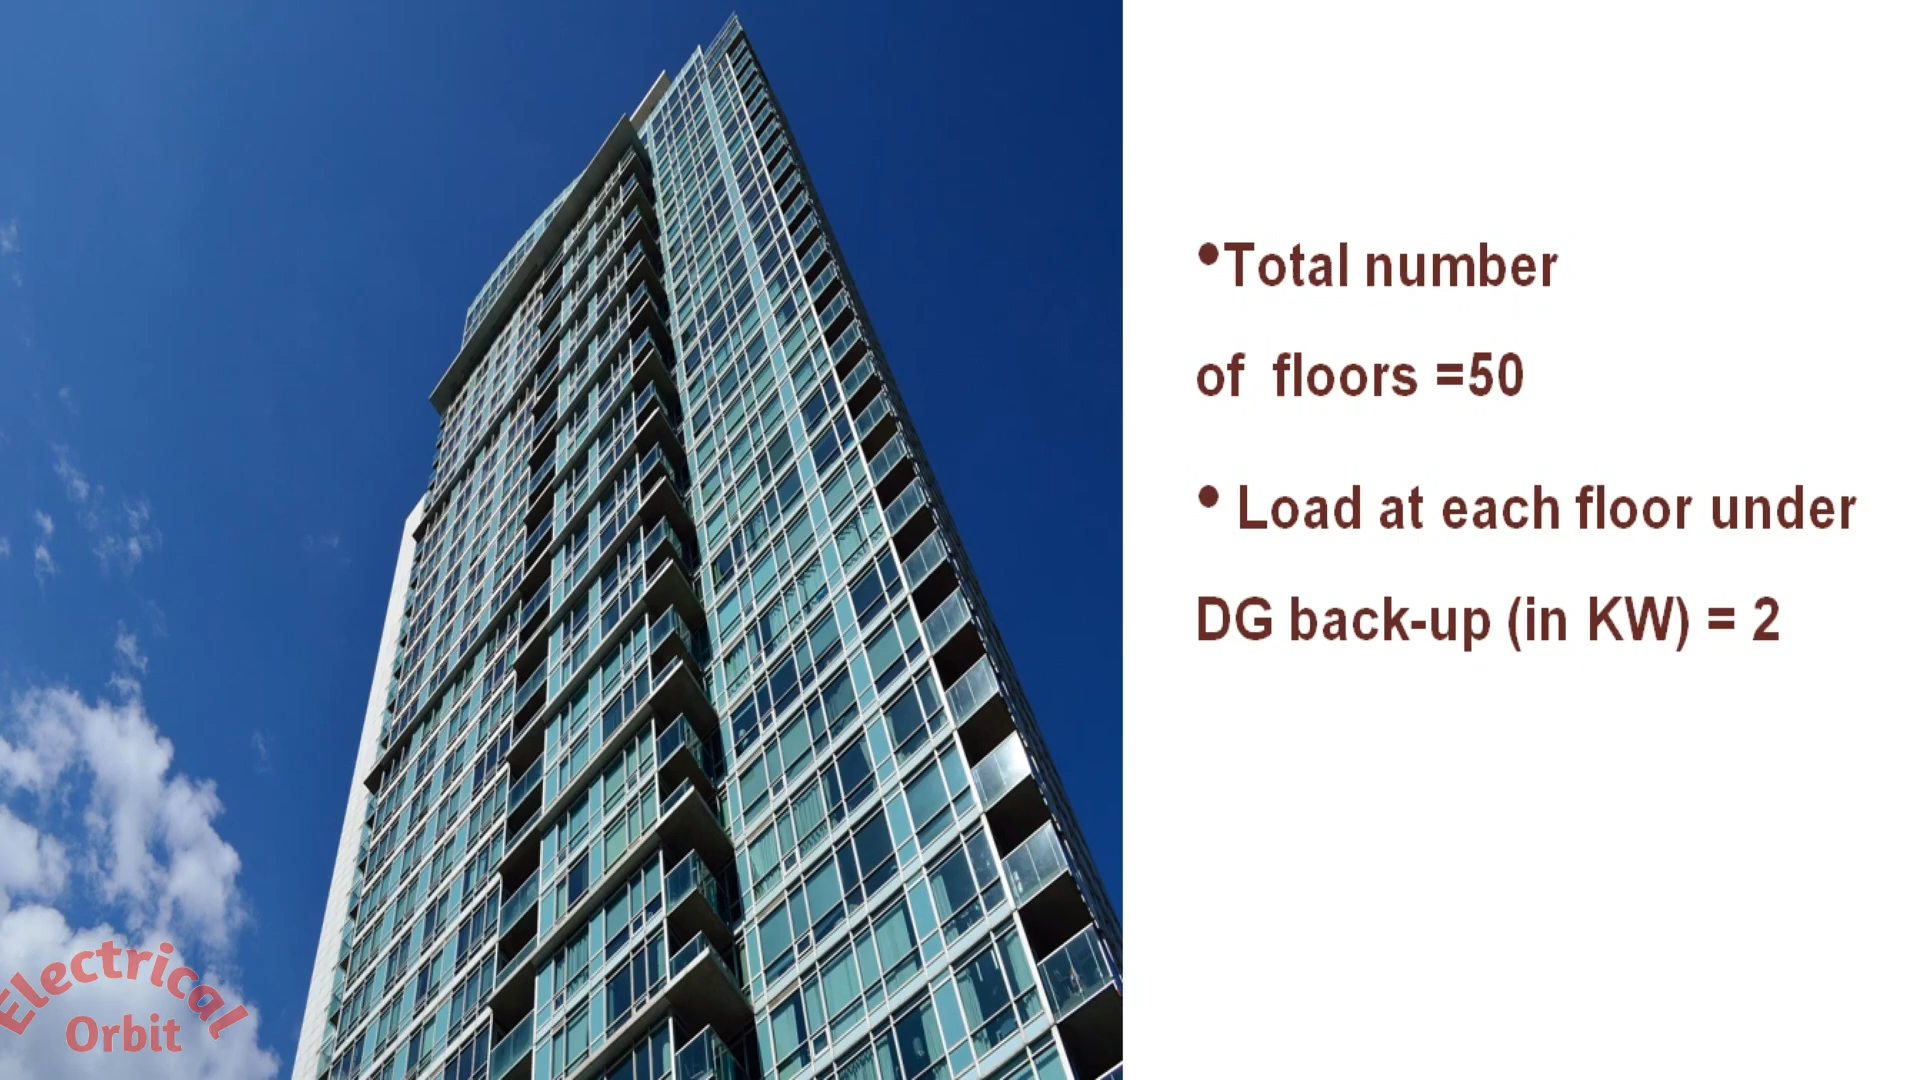 •Total number
of floors =50
• Load at each floor under
DG back-up (in KW) = 2
Electrical
Orbit